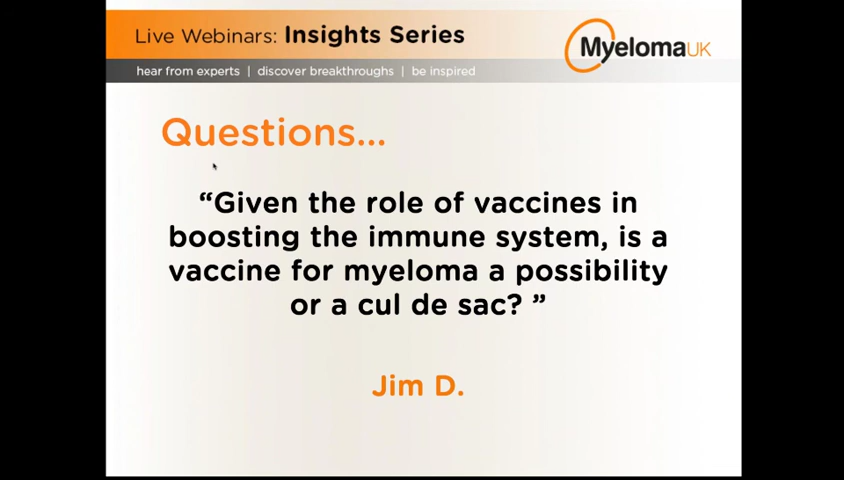 Live Webinars: Insights Series
MyelomaUK
hear from experts | discover breakthroughs | be inspired
Questions...
“Given the role of vaccines in
boosting the immune system, is a
vaccine for myeloma a possibility
or a cul de sac? ”
Jim D.